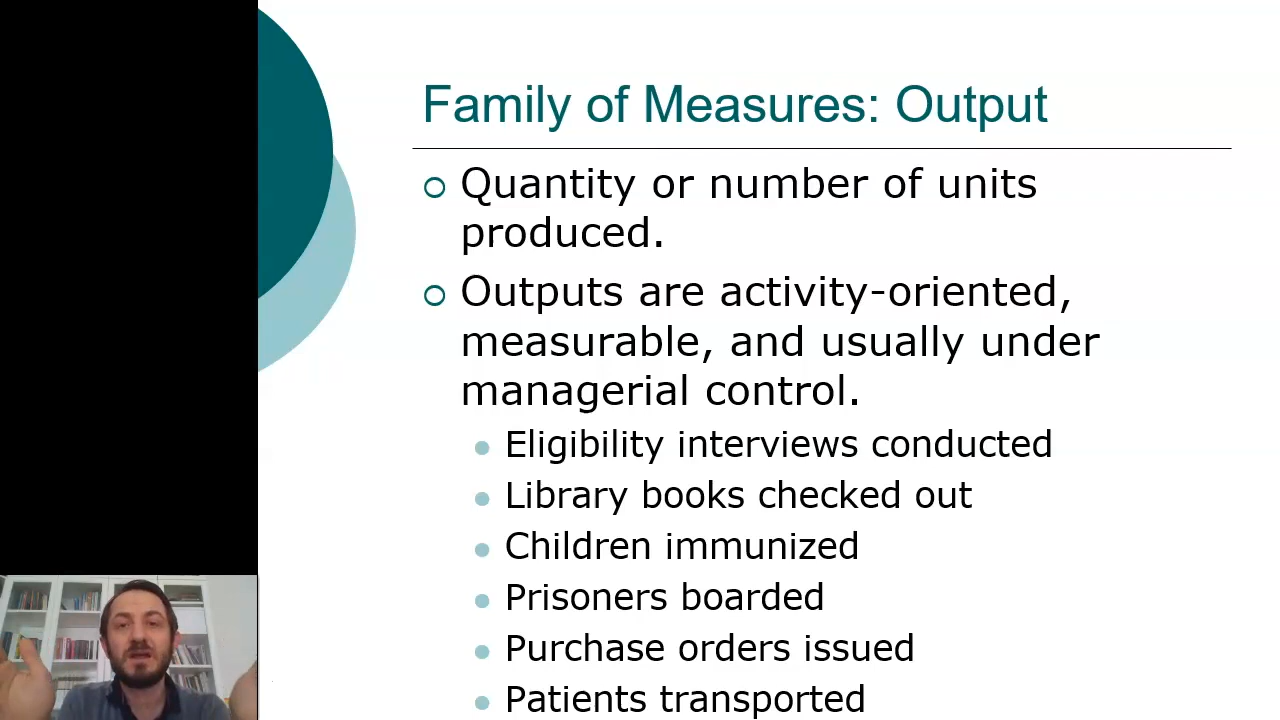 Family of Measures: Output
Quantity or number of units
produced.
Outputs are activity-oriented,
measurable, and usually under
managerial control.
Eligibility interviews conducted
Library books checked out
Children immunized
Prisoners boarded
Purchase orders issued
Patients transported